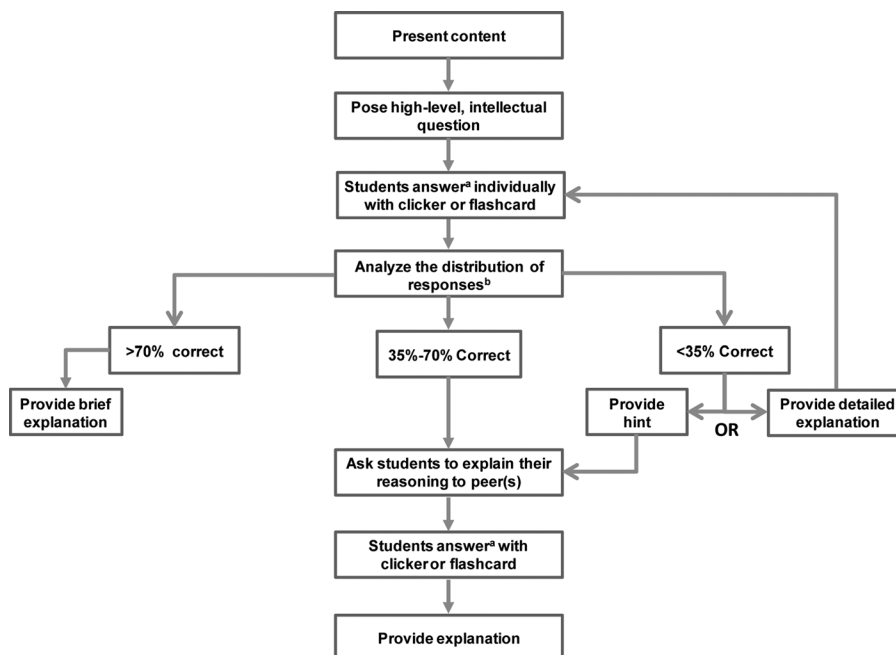 Present content
Pose high-level, intellectual
question
Students answerᵃ individually
with clicker or flashcard
Analyze the distribution of
responsesᵇ
>70% correct
35%-70% Correct
<35% Correct
Provide brief
explanation
Provide
hint
OR
Provide detailed
explanation
Ask students to explain their
reasoning to peer(s)
Students answerᵃ with
clicker or flashcard
Provide explanation